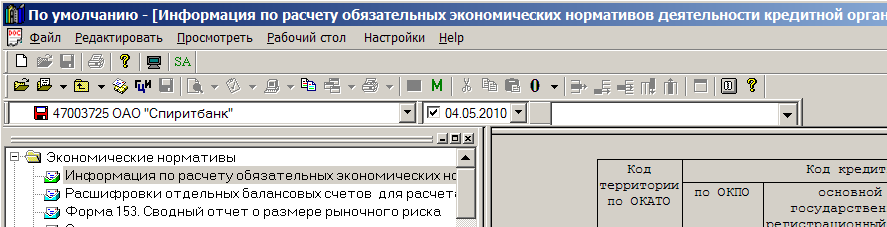 По умолчанию - [Информация по расчету обязательных экономических нормативов деятельности кредитной орган
Файл Редактировать Просмотреть Рабочий стол Настройки Help
SA
ГЦИ M 0
47003725 ОАО "Спиритбанк" 04.05.2010
Экономические нормативы
Информация по расчету обязательных экономических но
Расшифровки отдельных балансовых счетов для расчета
Форма 153. Сводный отчет о размере рыночного риска
Код территории по ОКАТО
Код кредит
по ОКПО
основной
государствен
регистрационный